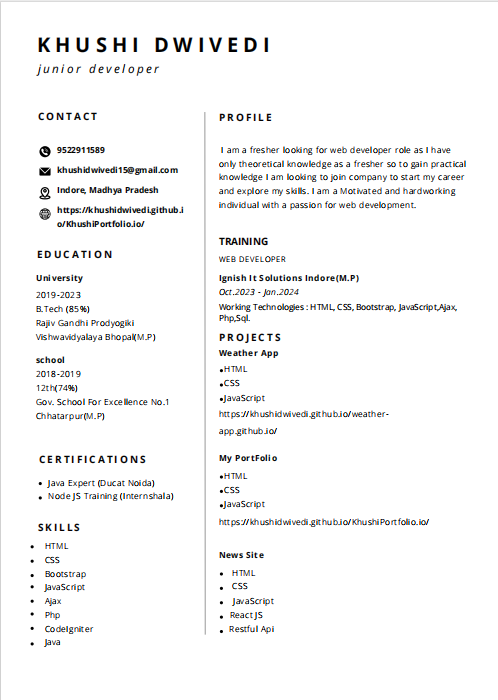 KHUSHI DWIVEDI
junior developer
CONTACT
9522911589
khushidwivedi15@gmail.com
Indore, Madhya Pradesh
https://khushidwivedi.github.i
o/KhushiPortfolio.io/
EDUCATION
University
2019-2023
B.Tech (85%)
Rajiv Gandhi Prodyogiki
Vishwavidyalaya Bhopal(M.P)
school
2018-2019
12th(74%)
Gov. School For Excellence No.1
Chhatarpur(M.P)
CERTIFICATIONS
• Java Expert (Ducat Noida)
• Node JS Training (Internshala)
SKILLS
• HTML
• CSS
• Bootstrap
• JavaScript
• Ajax
• Php
• CodeIgniter
• Java
PROFILE
I am a fresher looking for web developer role as I have
only theoretical knowledge as a fresher so to gain practical
knowledge I am looking to join company to start my career
and explore my skills. I am a Motivated and hardworking
individual with a passion for web development.
TRAINING
WEB DEVELOPER
Ignish It Solutions Indore(M.P)
Oct.2023 - Jan.2024
Working Technologies : HTML, CSS, Bootstrap, JavaScript,Ajax,
Php,Sql.
PROJECTS
Weather App
•HTML
•CSS
•JavaScript
https://khushidwivedi.github.io/weather-
app.github.io/
My PortFolio
•HTML
•CSS
•JavaScript
https://khushidwivedi.github.io/KhushiPortfolio.io/
News Site
• HTML
• CSS
• JavaScript
• React JS
• Restful Api